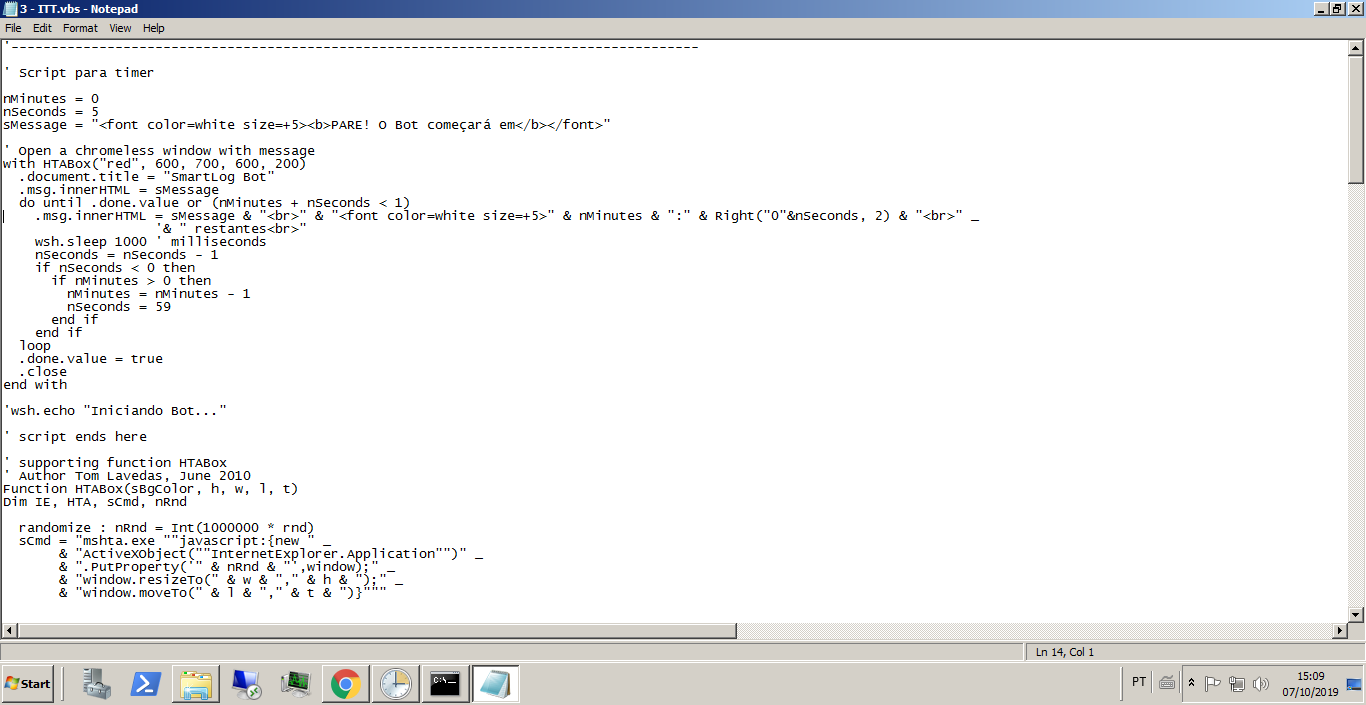 3 - ITT.vbs - Notepad
File Edit Format View Help
'--------------------------------------------------------------------------------------
' Script para timer
nMinutes = 0
nSeconds = 5
sMessage = "<font color=white size=+5><b>PARE! O Bot começará em</b></font>"
' Open a chromeless window with message
with HTABox("red", 600, 700, 600, 200)
  .document.title = "SmartLog Bot"
  .msg.innerHTML = sMessage
  do until .done.value or (nMinutes + nSeconds < 1)
    .msg.innerHTML = sMessage & "<br>" & "<font color=white size=+5>" & nMinutes & ":" & Right("0"&nSeconds, 2) & "<br>" _
                   '& " restantes<br>"
    wsh.sleep 1000 ' milliseconds
    nSeconds = nSeconds - 1
    if nSeconds < 0 then
      if nMinutes > 0 then
        nMinutes = nMinutes - 1
        nSeconds = 59
      end if
    end if
  loop
  .done.value = true
  .close
end with
'wsh.echo "Iniciando Bot..."
' script ends here
' supporting function HTABox
' Author Tom Lavedas, June 2010
Function HTABox(sBgColor, h, w, l, t)
Dim IE, HTA, sCmd, nRnd
  randomize : nRnd = Int(1000000 * rnd)
  sCmd = "mshta.exe ""javascript:{new " _
       & "ActiveXObject(""InternetExplorer.Application"")" _
       & ".PutProperty('" & nRnd & "',window);" _
       & "window.resizeTo(" & w & "," & h & ");" _
       & "window.moveTo(" & l & "," & t & ")}"""
Ln 14, Col 1
Start
C:\
PT
15:09
07/10/2019